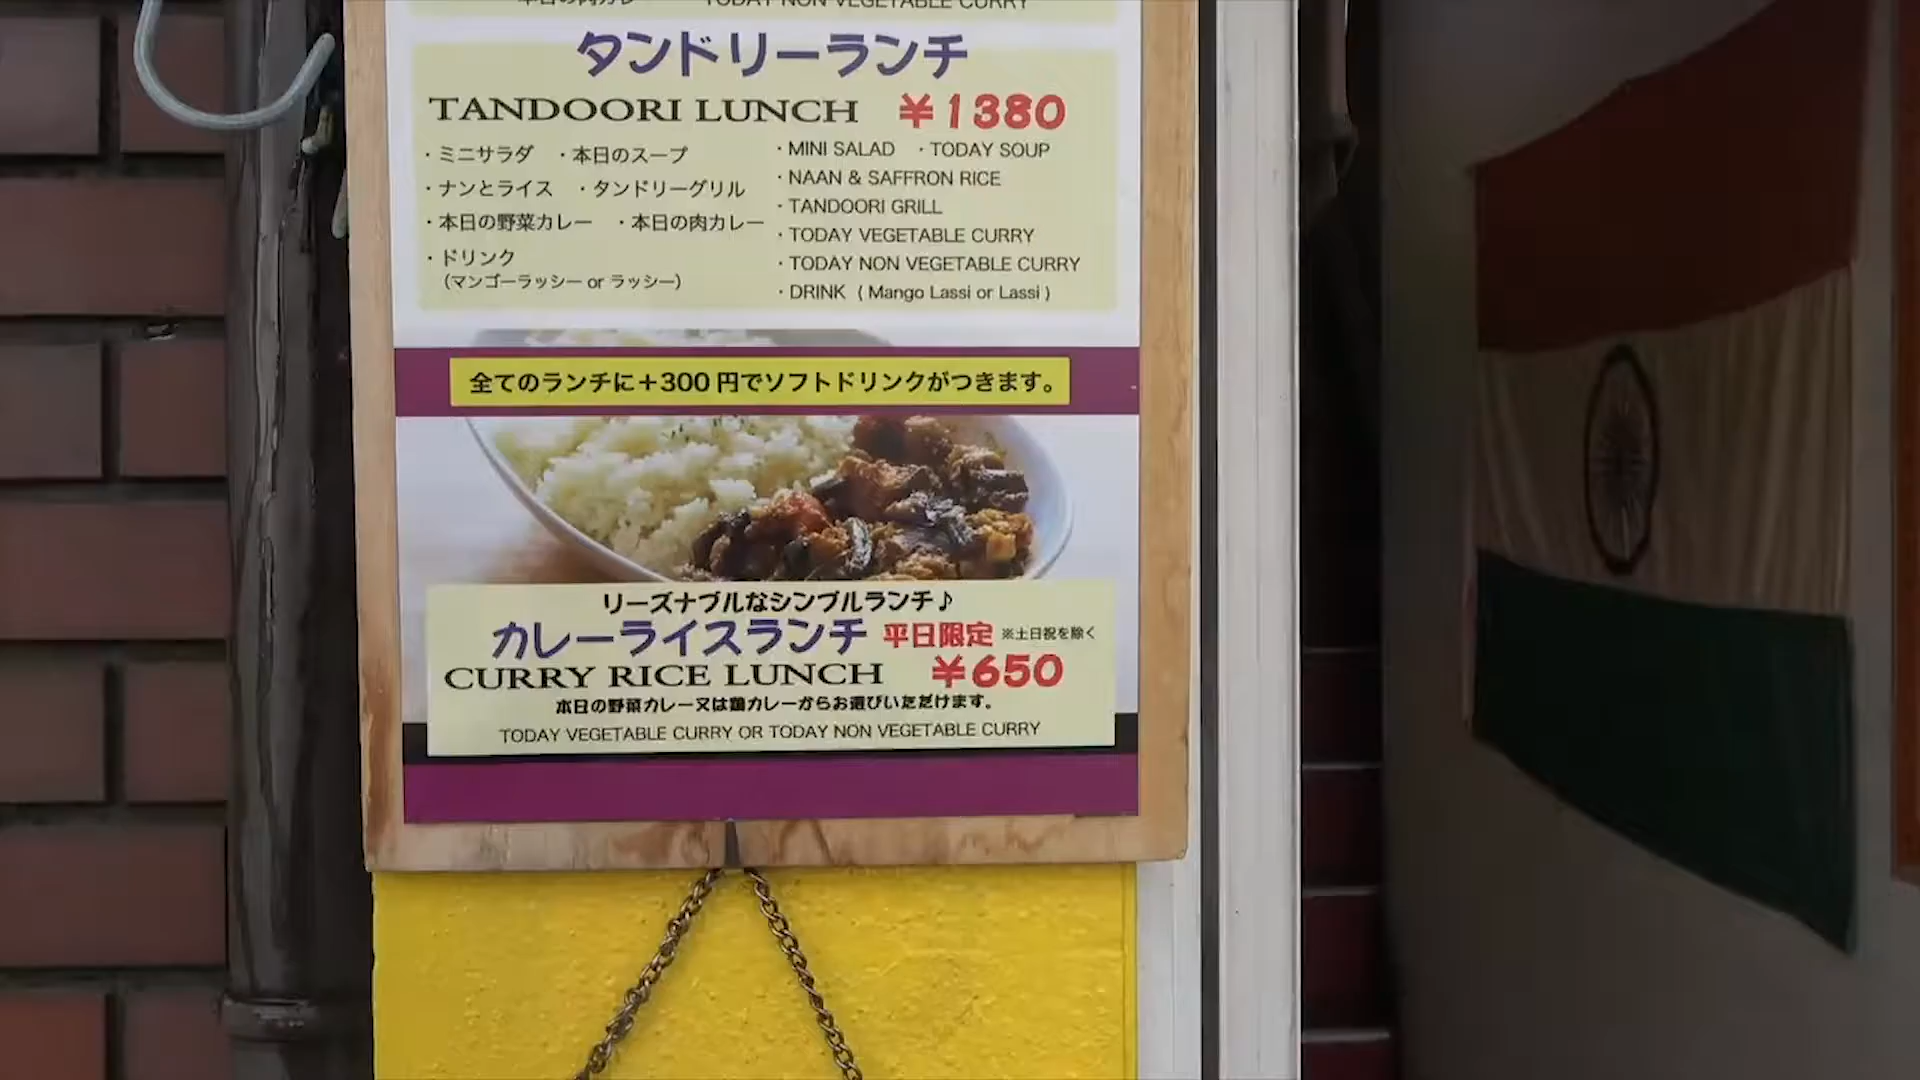 TODAY NON VEGETABLE CURRY
タンドリーランチ
TANDOORI LUNCH ¥1380
・ミニサラダ ・本日のスープ
・ナンとライス ・タンドリーグリル
・本日の野菜カレー ・本日の肉カレー
・ドリンク
(マンゴーラッシー or ラッシー)
・MINI SALAD ・TODAY SOUP
・NAAN & SAFFRON RICE
・TANDOORI GRILL
・TODAY VEGETABLE CURRY
・TODAY NON VEGETABLE CURRY
・DRINK ( Mango Lassi or Lassi )
全てのランチに+300円でソフトドリンクがつきます。
リーズナブルなシンプルランチ♪
カレーライスランチ 平日限定 ※土日祝を除く
CURRY RICE LUNCH ¥650
本日の野菜カレー又は鶏カレーからお選びいただけます。
TODAY VEGETABLE CURRY OR TODAY NON VEGETABLE CURRY